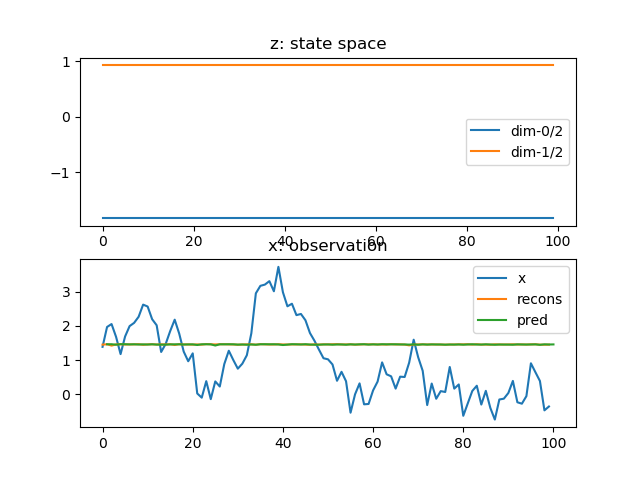 z: state space
1
0
−1
dim-0/2
dim-1/2
0 20 40 60 80 100
x: observation
3
2
1
0
x
recons
pred
0 20 40 60 80 100